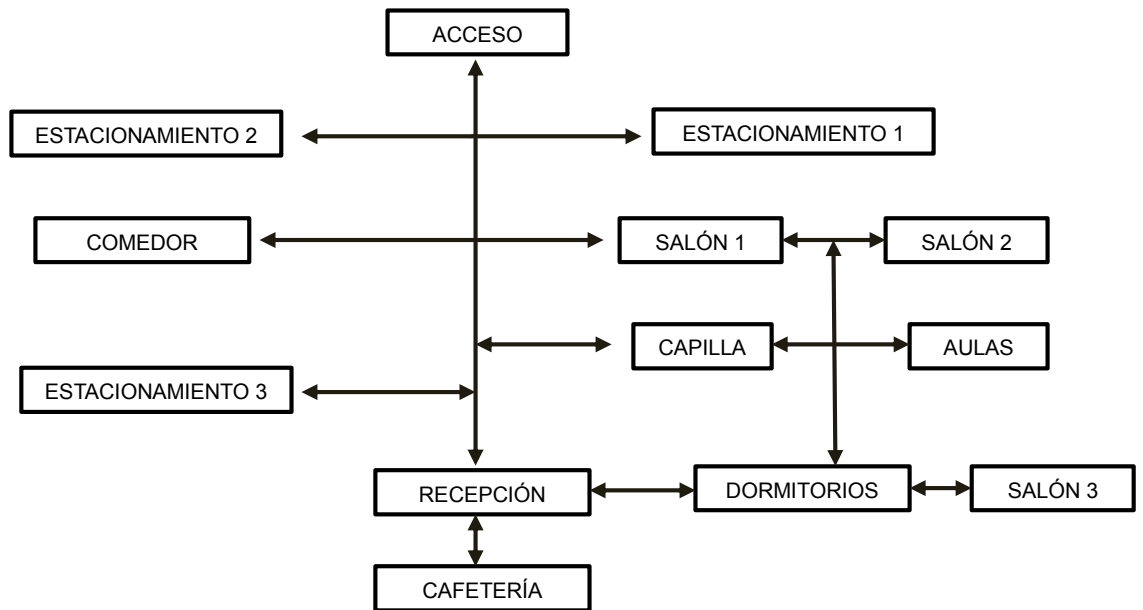 ACCESO
ESTACIONAMIENTO 2
ESTACIONAMIENTO 1
COMEDOR
SALÓN 1
SALÓN 2
CAPILLA
AULAS
ESTACIONAMIENTO 3
RECEPCIÓN
DORMITORIOS
SALÓN 3
CAFETERÍA